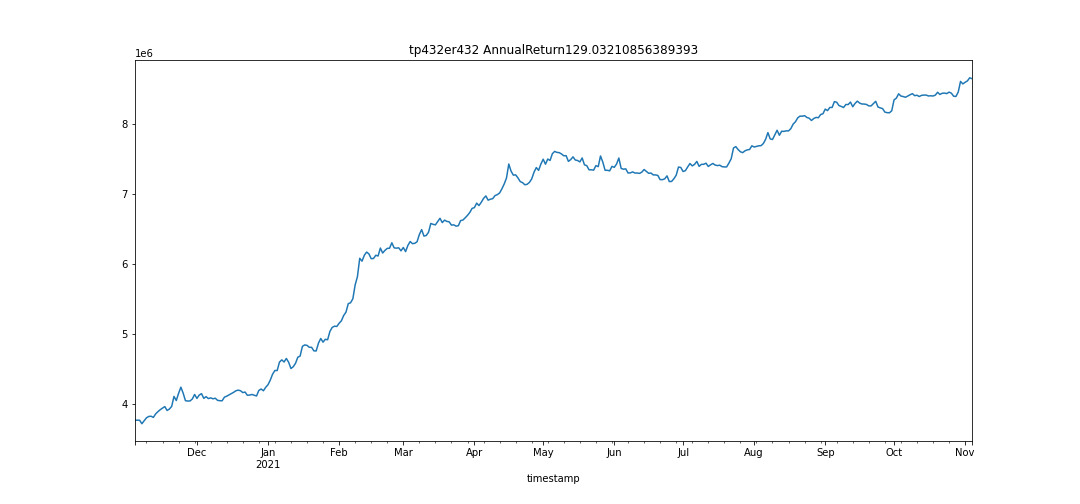 tp432er432 AnnualReturn129.03210856389393
1e6
8
7
6
5
4
Dec Jan Feb Mar Apr May Jun Jul Aug Sep Oct Nov
2021
timestamp